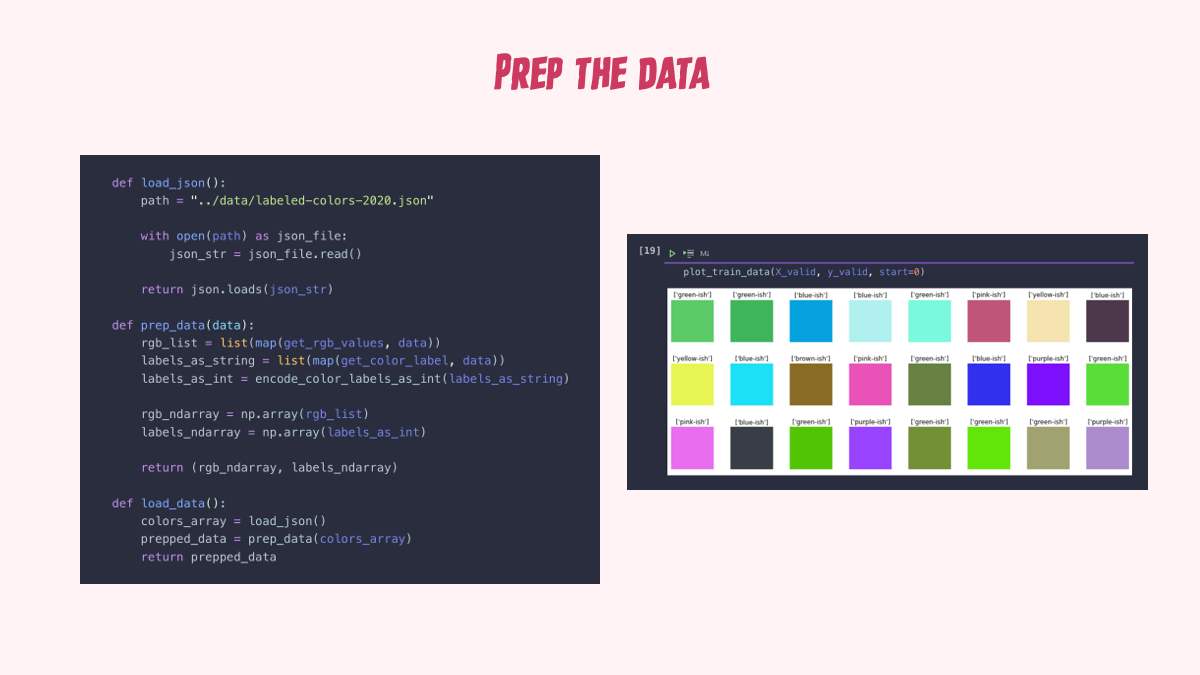 PREP THE DATA
def load_json():
    path = "../data/labeled-colors-2020.json"
    with open(path) as json_file:
        json_str = json_file.read()
    return json.loads(json_str)
def prep_data(data):
    rgb_list = list(map(get_rgb_values, data))
    labels_as_string = list(map(get_color_label, data))
    labels_as_int = encode_color_labels_as_int(labels_as_string)
    rgb_ndarray = np.array(rgb_list)
    labels_ndarray = np.array(labels_as_int)
    return (rgb_ndarray, labels_ndarray)
def load_data():
    colors_array = load_json()
    prepped_data = prep_data(colors_array)
    return prepped_data
[19] M↓
plot_train_data(X_valid, y_valid, start=0)
['green-ish'] ['green-ish'] ['blue-ish'] ['blue-ish'] ['green-ish'] ['pink-ish'] ['yellow-ish'] ['blue-ish']
['yellow-ish'] ['blue-ish'] ['brown-ish'] ['pink-ish'] ['green-ish'] ['blue-ish'] ['purple-ish'] ['green-ish']
['pink-ish'] ['blue-ish'] ['green-ish'] ['purple-ish'] ['green-ish'] ['green-ish'] ['green-ish'] ['purple-ish']